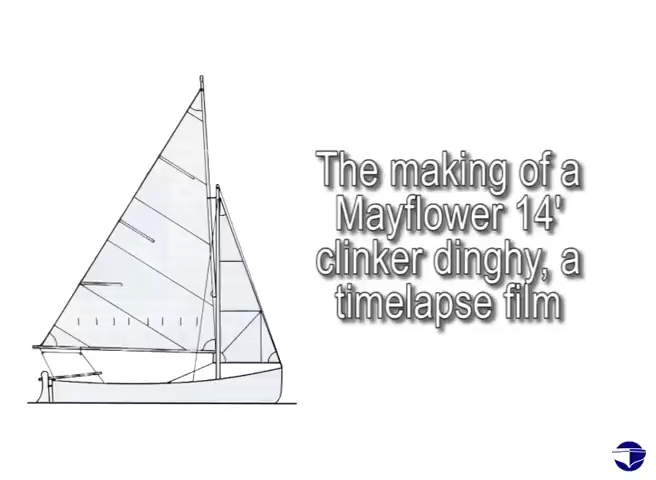 The making of a
Mayflower 14'
clinker dinghy, a
timelapse film